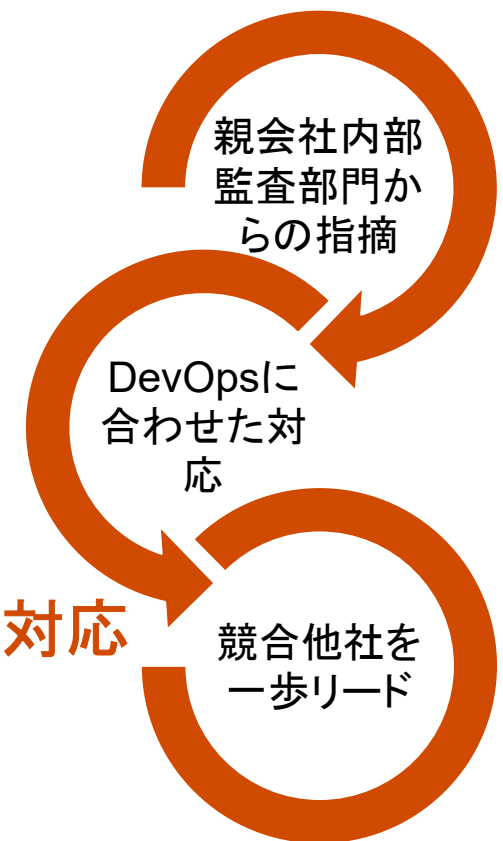 親会社内部
監査部門か
らの指摘
DevOpsに
合わせた対
応
対応
競合他社を
一歩リード